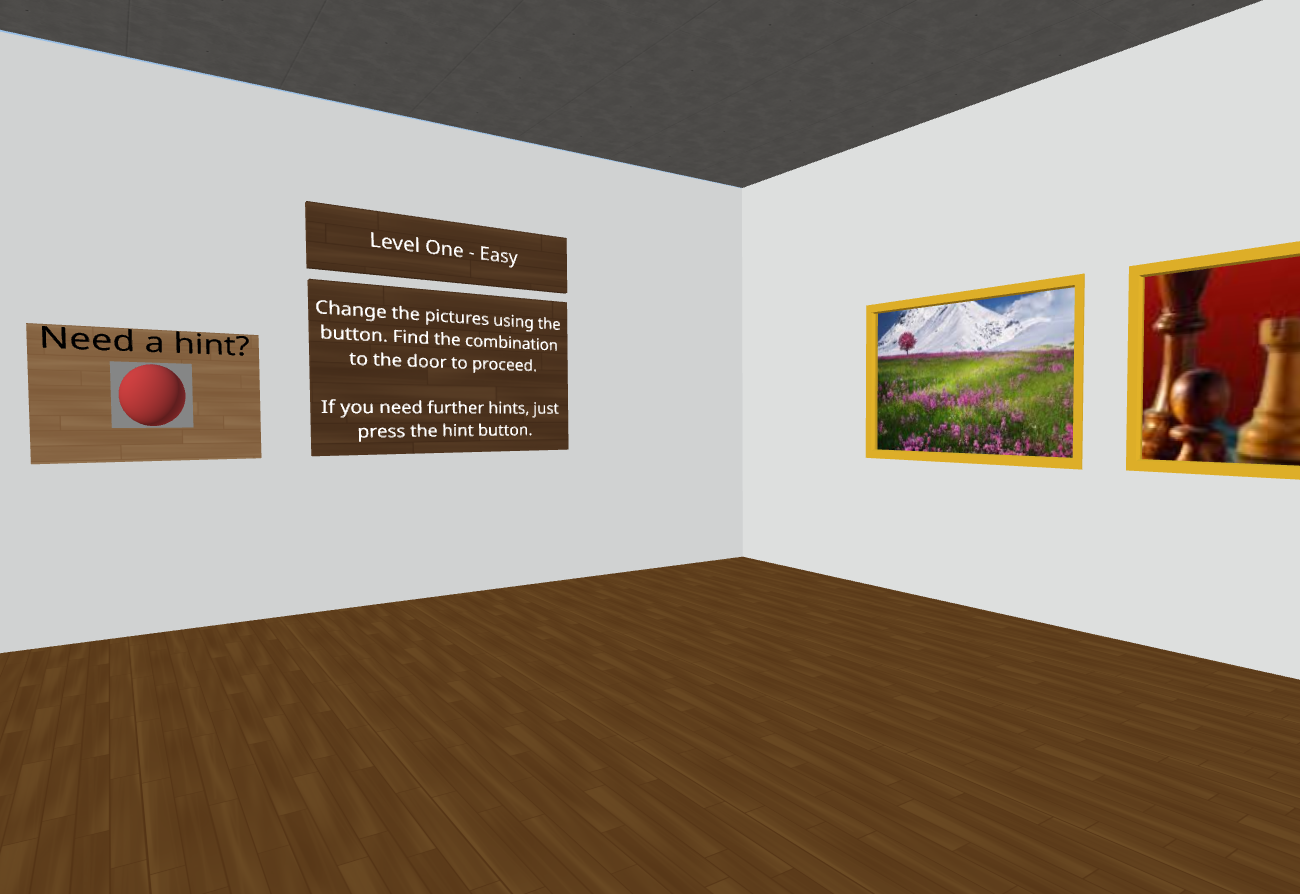 Need a hint?
Level One - Easy
Change the pictures using the
button. Find the combination
to the door to proceed.
If you need further hints, just
press the hint button.